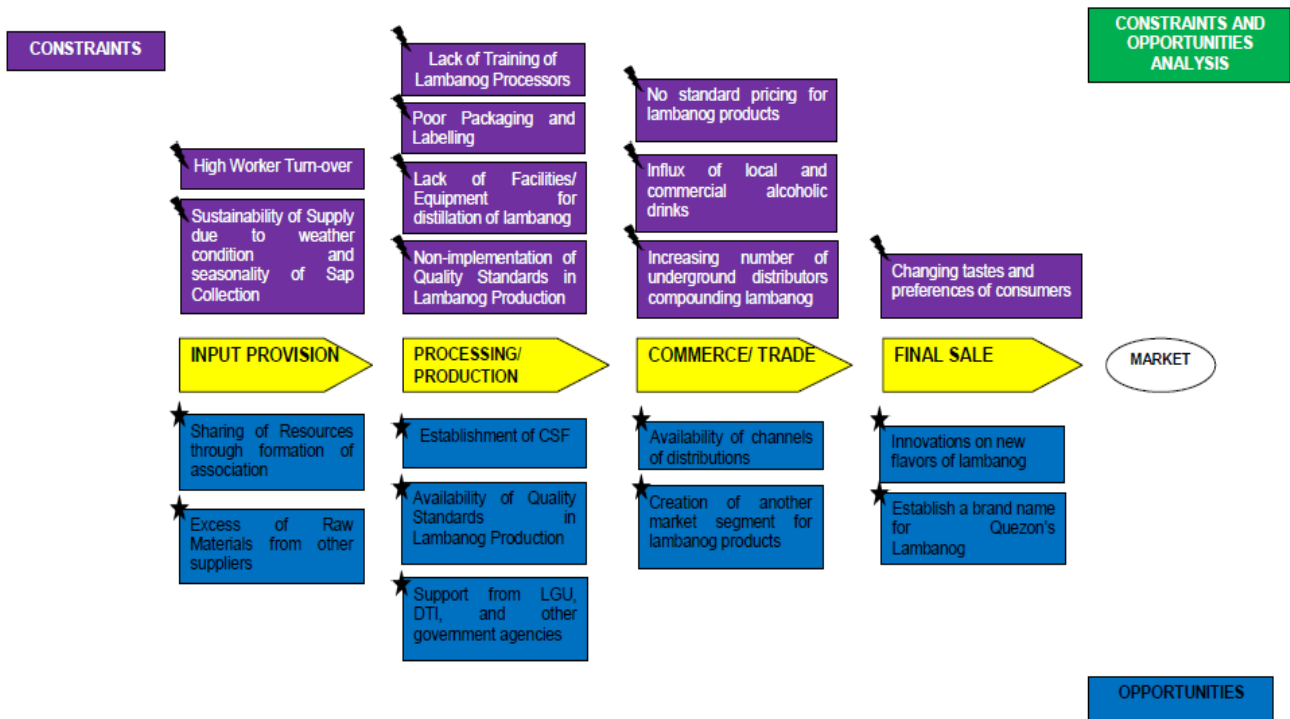 CONSTRAINTS
CONSTRAINTS AND
OPPORTUNITIES
ANALYSIS
High Worker Turn-over
Sustainability of Supply
due to weather
condition and
seasonality of Sap
Collection
Lack of Training of
Lambanog Processors
Poor Packaging and
Labelling
Lack of Facilities/
Equipment for
distillation of lambanog
Non-implementation of
Quality Standards in
Lambanog Production
No standard pricing for
lambanog products
Influx of local and
commercial alcoholic
drinks
Increasing number of
underground distributors
compounding lambanog
Changing tastes and
preferences of consumers
INPUT PROVISION
PROCESSING/
PRODUCTION
COMMERCE/ TRADE
FINAL SALE
MARKET
Sharing of Resources
through formation of
association
Excess of Raw
Materials from other
suppliers
Establishment of CSF
Availability of Quality
Standards in
Lambanog Production
Support from LGU,
DTI, and other
government agencies
Availability of channels
of distributions
Creation of another
market segment for
lambanog products
Innovations on new
flavors of lambanog
Establish a brand name
for Quezon's
Lambanog
OPPORTUNITIES